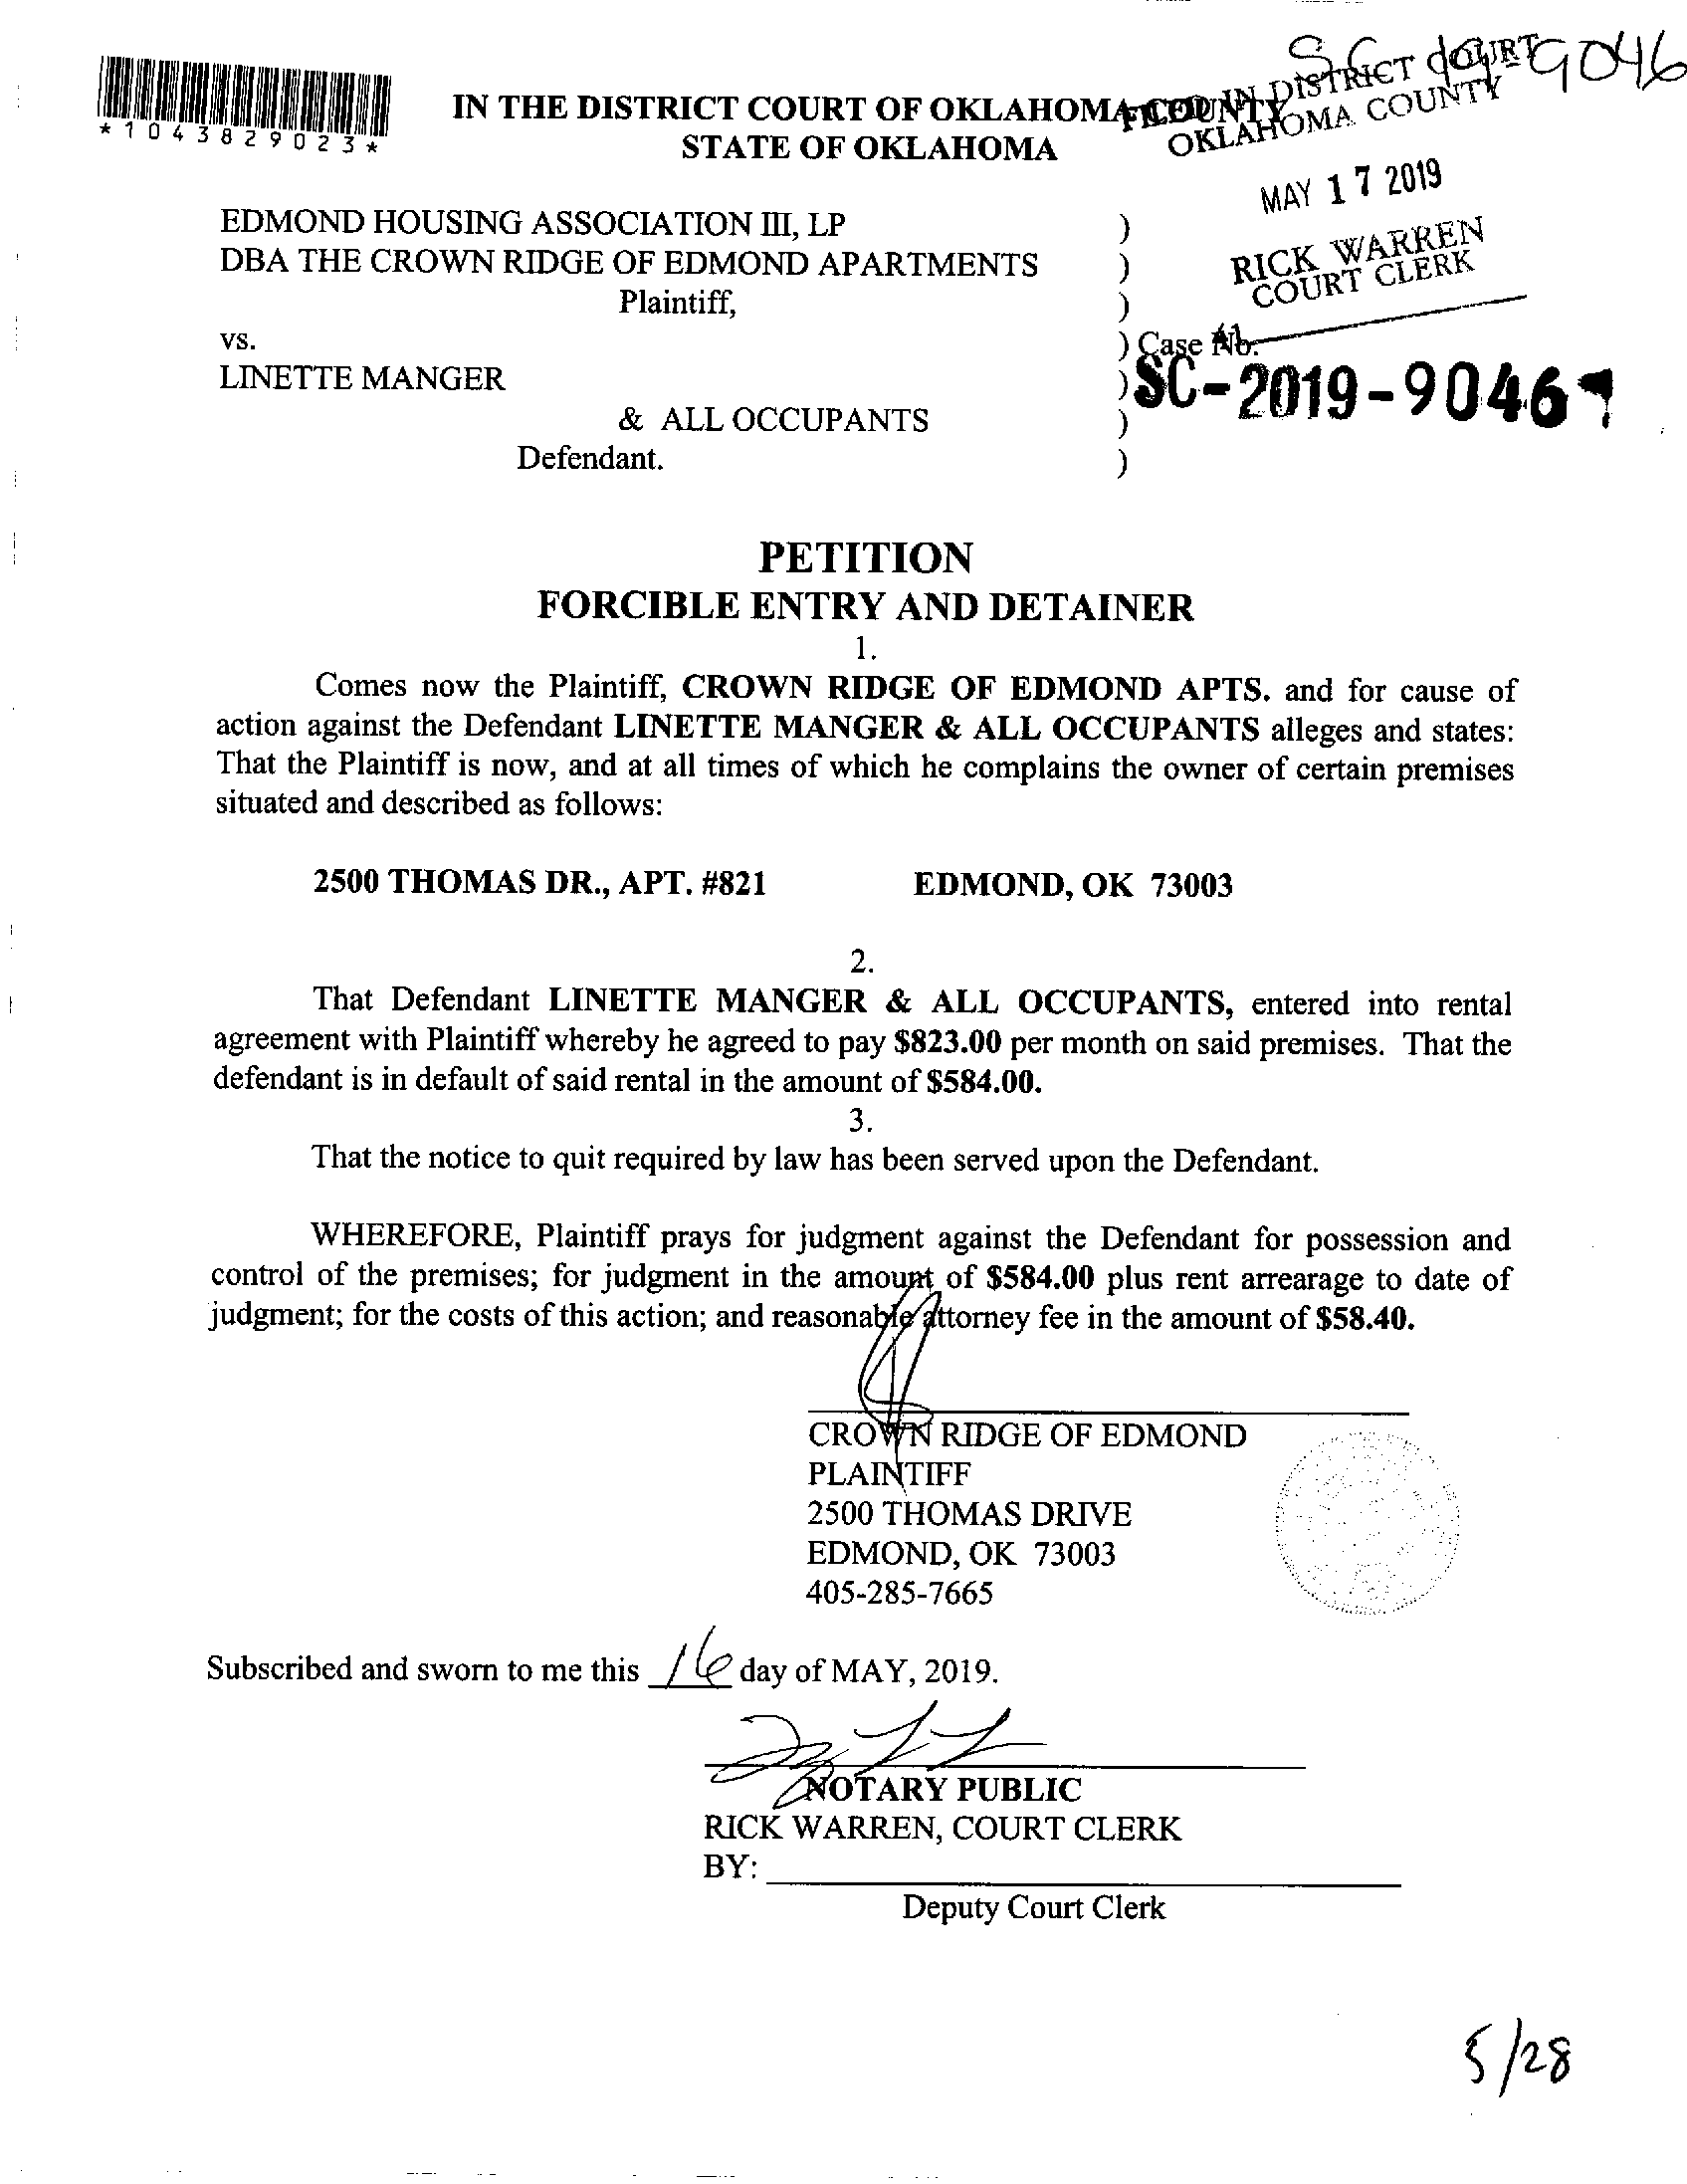 SC 19-9046
FILED IN DISTRICT COURT
OKLAHOMA COUNTY
*1043829023*
IN THE DISTRICT COURT OF OKLAHOMA COUNTY
STATE OF OKLAHOMA
MAY 17 2019
RICK WARREN
COURT CLERK
EDMOND HOUSING ASSOCIATION III, LP )
DBA THE CROWN RIDGE OF EDMOND APARTMENTS )
Plaintiff, )
vs. ) Case No.
LINETTE MANGER ) SC-2019-9046
& ALL OCCUPANTS )
Defendant. )
PETITION
FORCIBLE ENTRY AND DETAINER
1.
Comes now the Plaintiff, CROWN RIDGE OF EDMOND APTS. and for cause of
action against the Defendant LINETTE MANGER & ALL OCCUPANTS alleges and states:
That the Plaintiff is now, and at all times of which he complains the owner of certain premises
situated and described as follows:
2500 THOMAS DR., APT. #821 EDMOND, OK 73003
2.
That Defendant LINETTE MANGER & ALL OCCUPANTS, entered into rental
agreement with Plaintiff whereby he agreed to pay $823.00 per month on said premises. That the
defendant is in default of said rental in the amount of $584.00.
3.
That the notice to quit required by law has been served upon the Defendant.
WHEREFORE, Plaintiff prays for judgment against the Defendant for possession and
control of the premises; for judgment in the amount of $584.00 plus rent arrearage to date of
judgment; for the costs of this action; and reasonable attorney fee in the amount of $58.40.
CROWN RIDGE OF EDMOND
PLAINTIFF
2500 THOMAS DRIVE
EDMOND, OK 73003
405-285-7665
Subscribed and sworn to me this 16 day of MAY, 2019.
NOTARY PUBLIC
RICK WARREN, COURT CLERK
BY:
Deputy Court Clerk
5/28